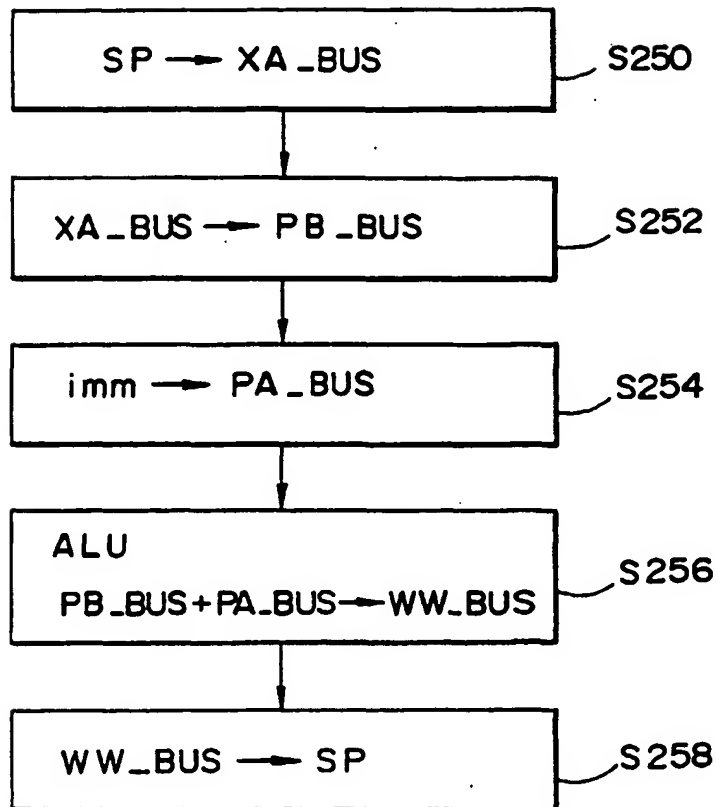 SP → XA_BUS S250
XA_BUS → PB_BUS S252
imm → PA_BUS S254
ALU
PB_BUS+PA_BUS→WW_BUS S256
WW_BUS → SP S258